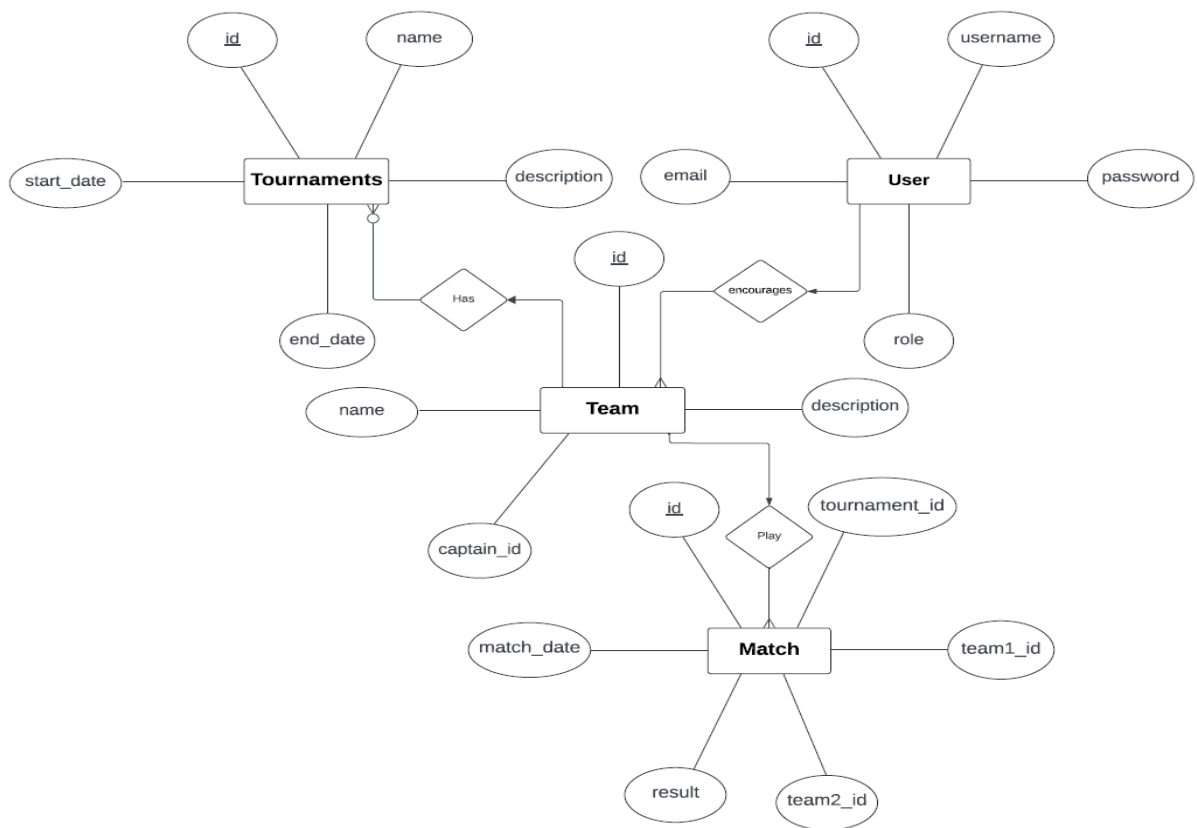 id
name
id
username
start_date
Tournaments
description
email
User
password
id
Has
encourages
end_date
role
name
Team
description
id
tournament_id
captain_id
Play
match_date
Match
team1_id
result
team2_id